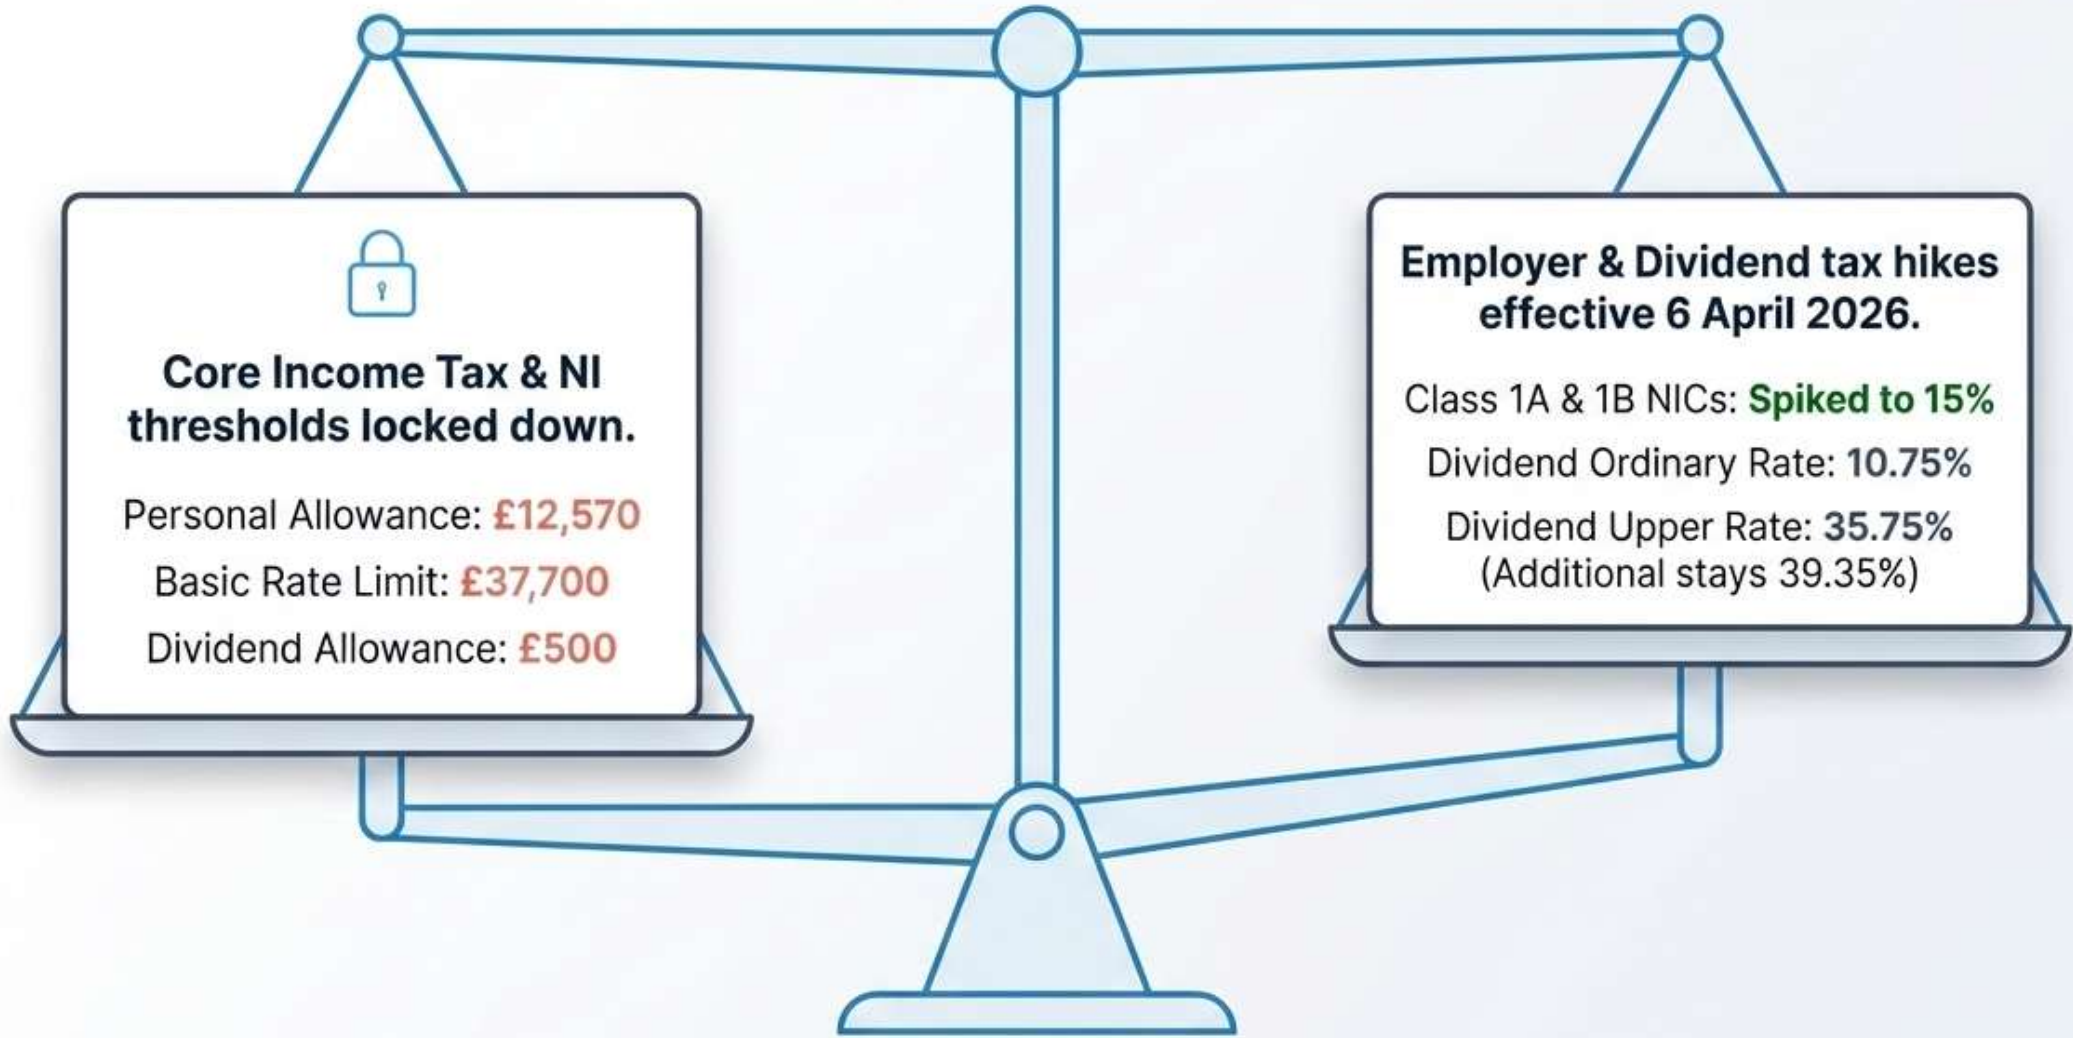 Core Income Tax & NI
thresholds locked down.
Personal Allowance: £12,570
Basic Rate Limit: £37,700
Dividend Allowance: £500
Employer & Dividend tax hikes
effective 6 April 2026.
Class 1A & 1B NICs: Spiked to 15%
Dividend Ordinary Rate: 10.75%
Dividend Upper Rate: 35.75%
(Additional stays 39.35%)